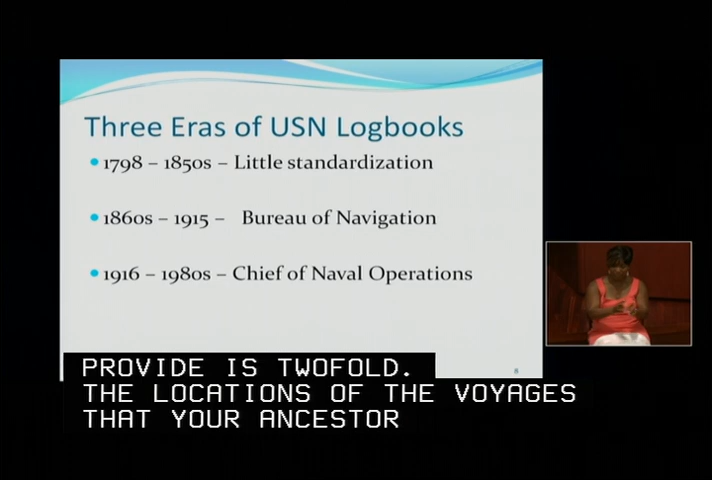 Three Eras of USN Logbooks
• 1798 – 1850s – Little standardization
• 1860s – 1915 – Bureau of Navigation
• 1916 – 1980s – Chief of Naval Operations
8
PROVIDE IS TWOFOLD.
THE LOCATIONS OF THE VOYAGES
THAT YOUR ANCESTOR